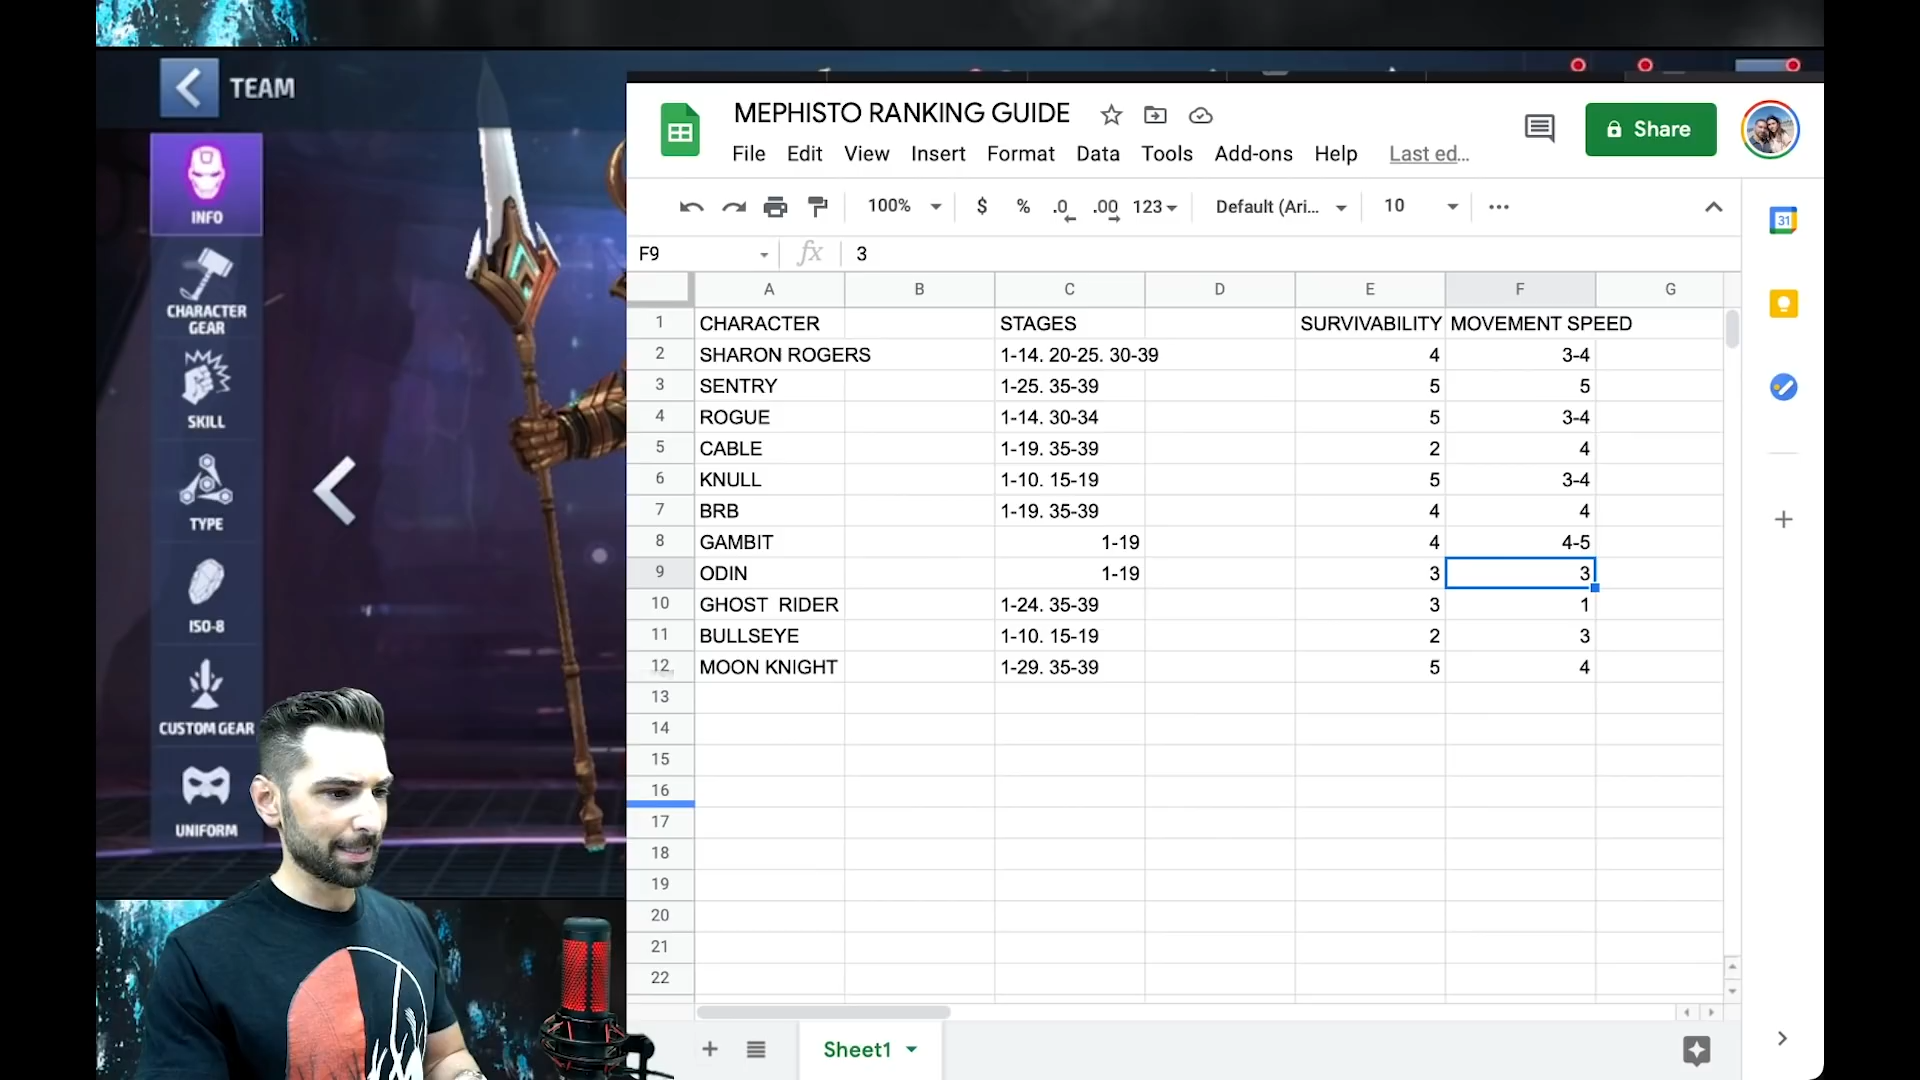 TEAM
INFO
CHARACTER
GEAR
SKILL
TYPE
ISO-8
CUSTOM GEAR
UNIFORM
MEPHISTO RANKING GUIDE
Share
File Edit View Insert Format Data Tools Add-ons Help Last ed...
100% $ % .0 .00 123 Default (Ari... 10
31
F9 fx 3
A B C D E F G
1 CHARACTER STAGES SURVIVABILITY MOVEMENT SPEED
2 SHARON ROGERS 1-14. 20-25. 30-39 4 3-4
3 SENTRY 1-25. 35-39 5 5
4 ROGUE 1-14. 30-34 5 3-4
5 CABLE 1-19. 35-39 2 4
6 KNULL 1-10. 15-19 5 3-4
7 BRB 1-19. 35-39 4 4
8 GAMBIT 1-19 4 4-5
9 ODIN 1-19 3 3
10 GHOST  RIDER 1-24. 35-39 3 1
11 BULLSEYE 1-10. 15-19 2 3
12 MOON KNIGHT 1-29. 35-39 5 4
13
14
15
16
17
18
19
20
21
22
Sheet1